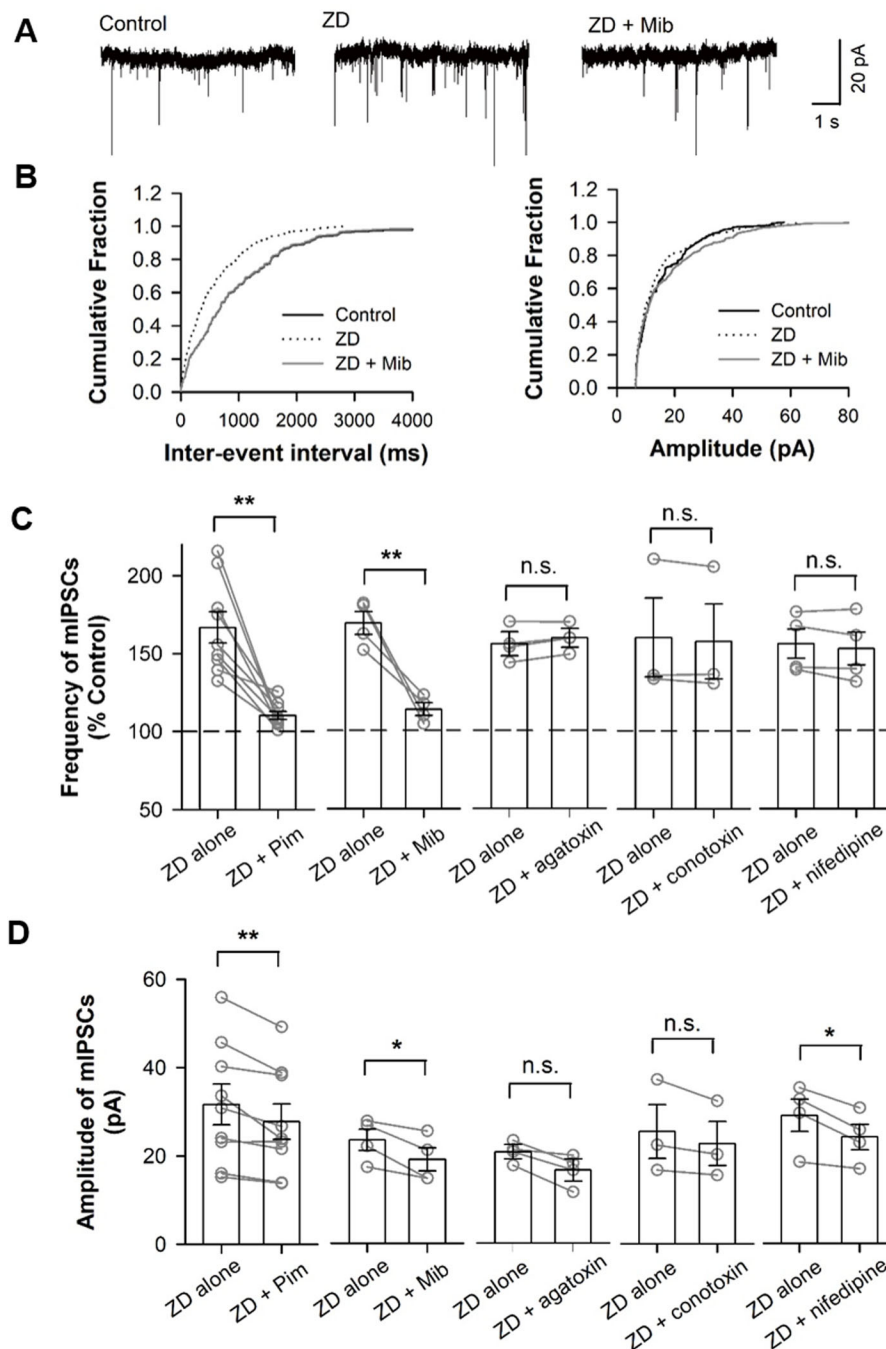 A
Control
ZD
ZD + Mib
20 pA
1 s
B
Cumulative Fraction
1.2
1.0
0.8
0.6
0.4
0.2
0.0
Control
ZD
ZD + Mib
0 1000 2000 3000 4000
Inter-event interval (ms)
Cumulative Fraction
1.2
1.0
0.8
0.6
0.4
0.2
0.0
Control
ZD
ZD + Mib
0 20 40 60 80
Amplitude (pA)
C
Frequency of mIPSCs
(% Control)
200
150
100
50
**
**
n.s.
n.s.
n.s.
ZD alone
ZD + Pim
ZD alone
ZD + Mib
ZD alone
ZD + agatoxin
ZD alone
ZD + conotoxin
ZD alone
ZD + nifedipine
D
Amplitude of mIPSCs
(pA)
60
40
20
0
**
*
n.s.
n.s.
*
ZD alone
ZD + Pim
ZD alone
ZD + Mib
ZD alone
ZD + agatoxin
ZD alone
ZD + conotoxin
ZD alone
ZD + nifedipine